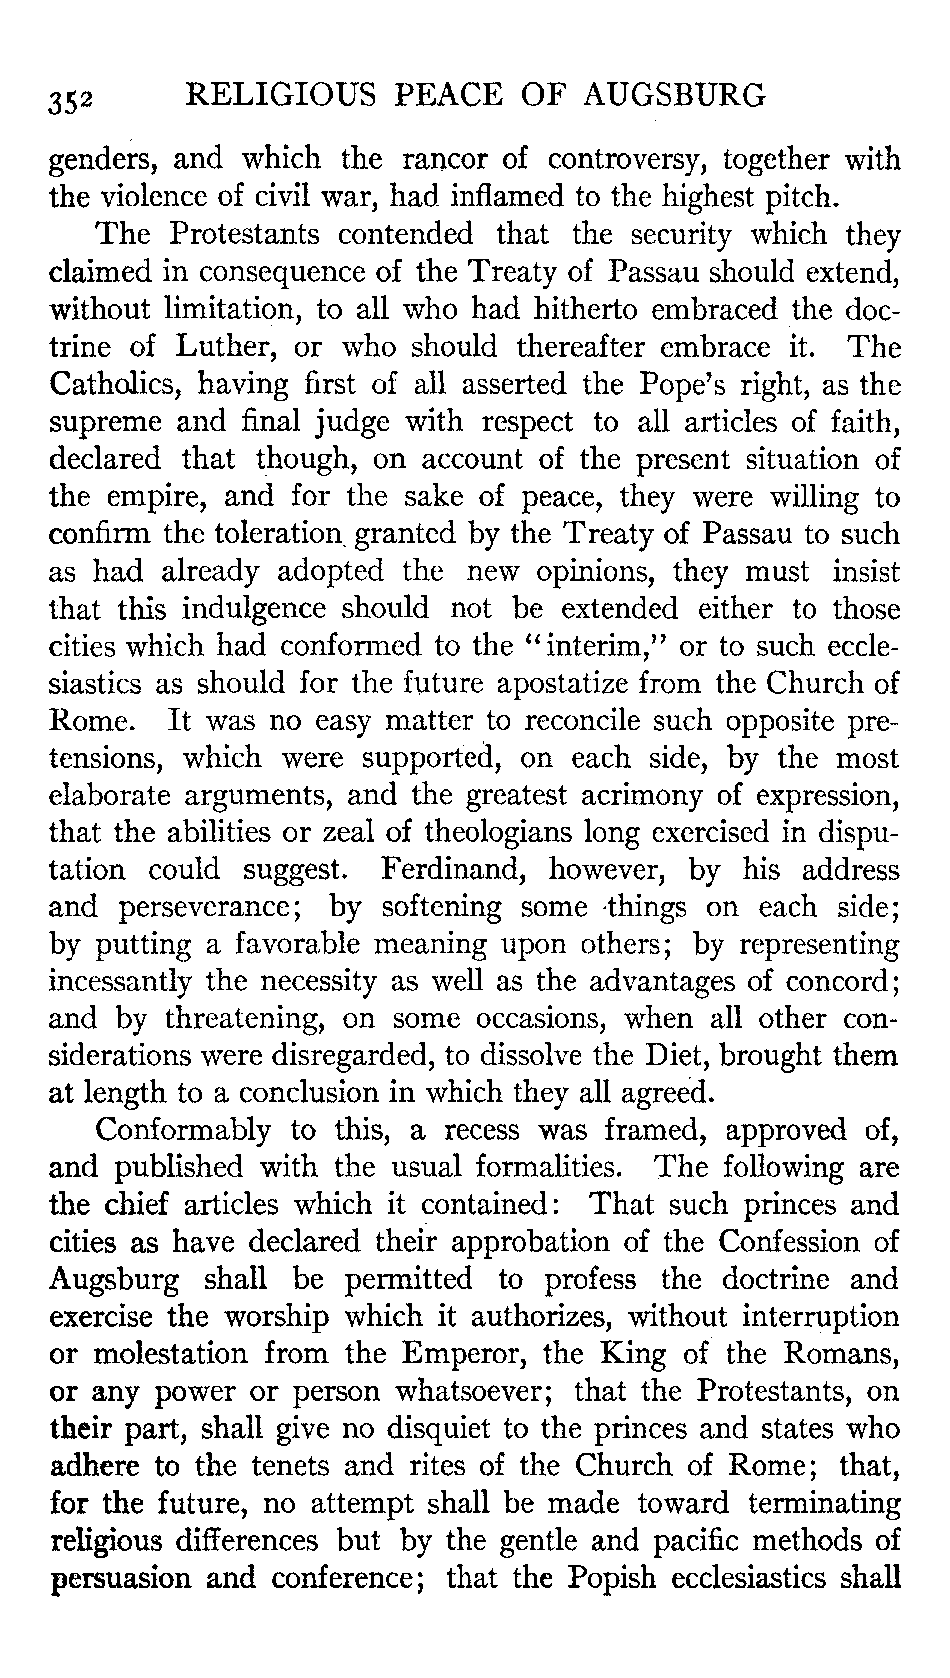 352 RELIGIOUS PEACE OF AUGSBURG
genders, and which the rancor of controversy, together with
the violence of civil war, had inflamed to the highest pitch.
The Protestants contended that the security which they
claimed in consequence of the Treaty of Passau should extend,
without limitation, to all who had hitherto embraced the doc-
trine of Luther, or who should thereafter embrace it. The
Catholics, having first of all asserted the Pope's right, as the
supreme and final judge with respect to all articles of faith,
declared that though, on account of the present situation of
the empire, and for the sake of peace, they were willing to
confirm the toleration granted by the Treaty of Passau to such
as had already adopted the new opinions, they must insist
that this indulgence should not be extended either to those
cities which had conformed to the "interim," or to such eccle-
siastics as should for the future apostatize from the Church of
Rome. It was no easy matter to reconcile such opposite pre-
tensions, which were supported, on each side, by the most
elaborate arguments, and the greatest acrimony of expression,
that the abilities or zeal of theologians long exercised in dispu-
tation could suggest. Ferdinand, however, by his address
and perseverance; by softening some things on each side;
by putting a favorable meaning upon others; by representing
incessantly the necessity as well as the advantages of concord;
and by threatening, on some occasions, when all other con-
siderations were disregarded, to dissolve the Diet, brought them
at length to a conclusion in which they all agreed.
Conformably to this, a recess was framed, approved of,
and published with the usual formalities. The following are
the chief articles which it contained: That such princes and
cities as have declared their approbation of the Confession of
Augsburg shall be permitted to profess the doctrine and
exercise the worship which it authorizes, without interruption
or molestation from the Emperor, the King of the Romans,
or any power or person whatsoever; that the Protestants, on
their part, shall give no disquiet to the princes and states who
adhere to the tenets and rites of the Church of Rome; that,
for the future, no attempt shall be made toward terminating
religious differences but by the gentle and pacific methods of
persuasion and conference; that the Popish ecclesiastics shall